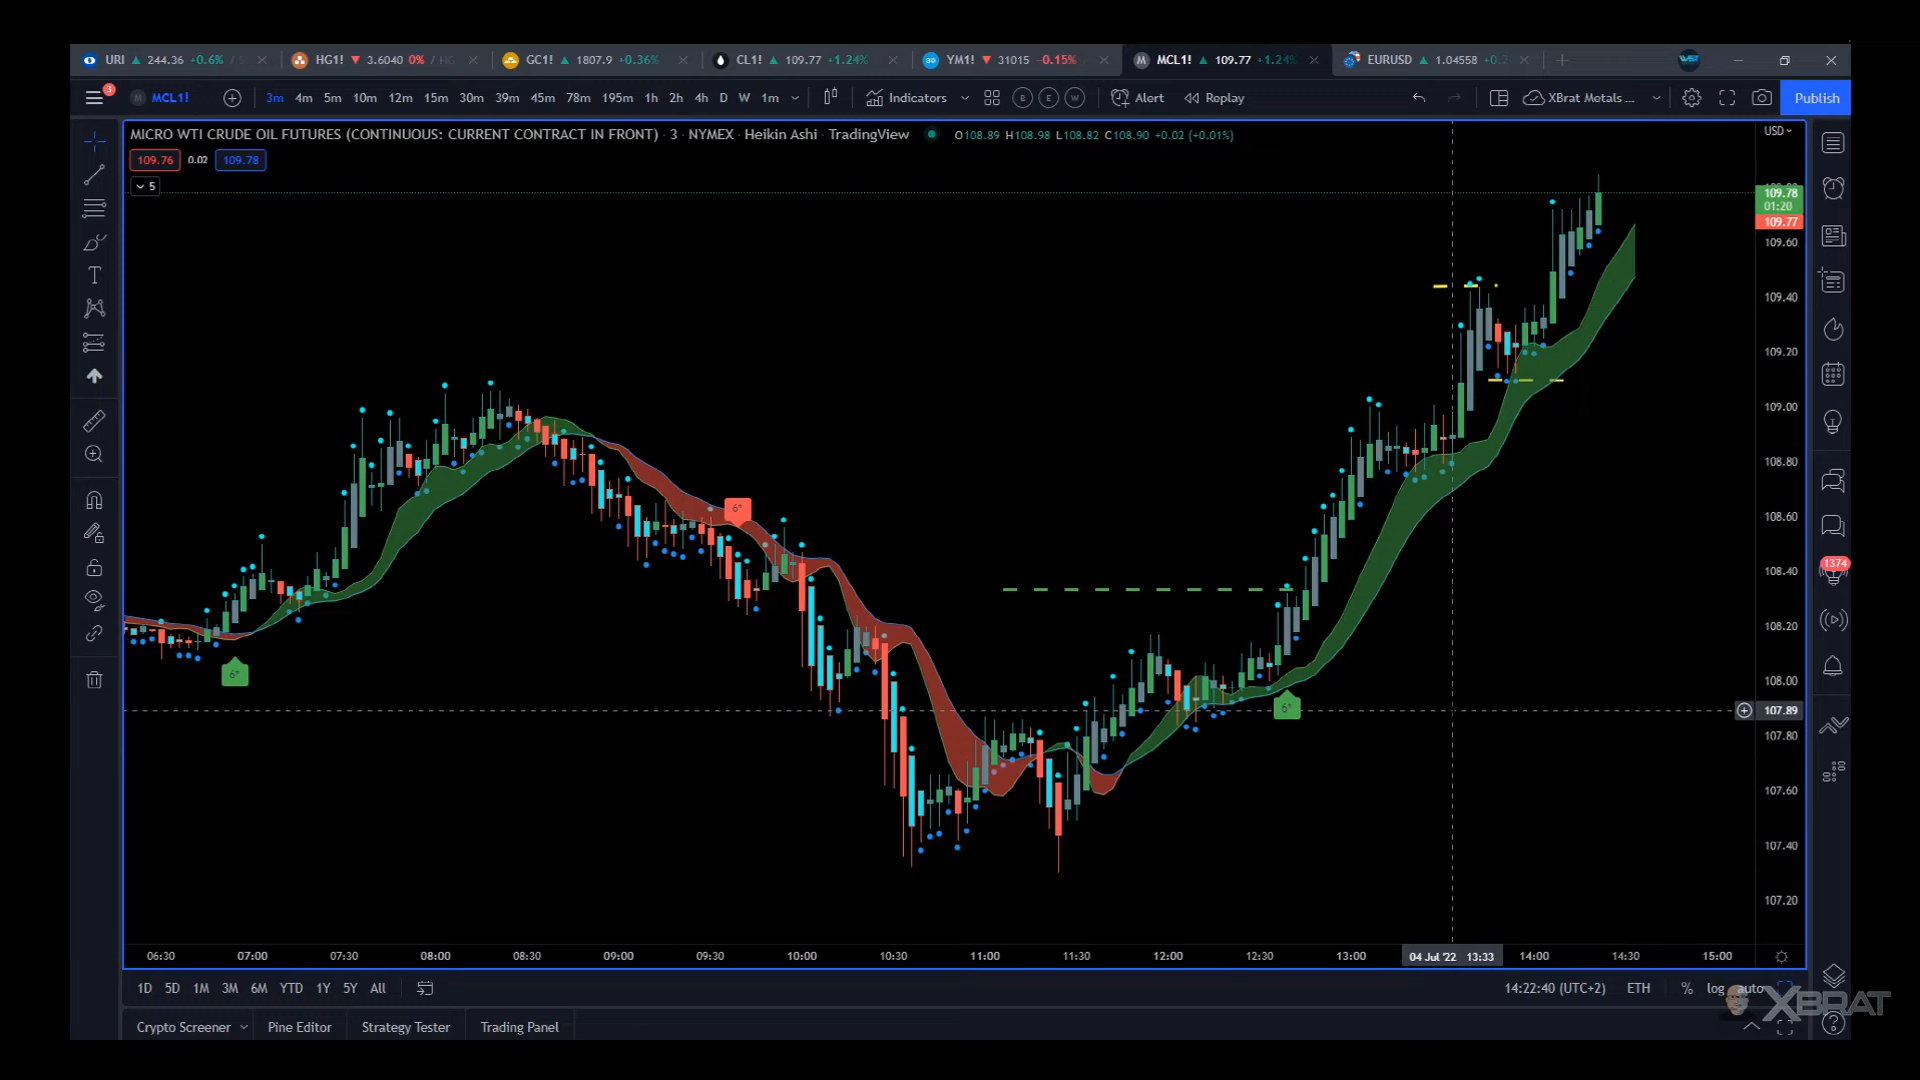 URI 244.36 +0.6%
HG1! 3.6040 0% / HG
GC1! 1807.9 +0.36%
CL1! 109.77 +1.24%
YM1! 31015 −0.15%
MCL1! 109.77 +1.24%
EURUSD 1.04558 +0.2
3
MCL1! 3m 4m 5m 10m 12m 15m 30m 39m 45m 78m 195m 1h 2h 4h D W 1m Indicators B E W Alert Replay XBrat Metals ... Publish
MICRO WTI CRUDE OIL FUTURES (CONTINUOUS: CURRENT CONTRACT IN FRONT) · 3 · NYMEX · Heikin Ashi · TradingView O108.89 H108.98 L108.82 C108.90 +0.02 (+0.01%)
USD
109.76 0.02 109.78
5
109.78
01:20
109.77
109.60
109.40
109.20
109.00
108.80
108.60
108.40
108.20
108.00
107.89
107.80
107.60
107.40
107.20
6*
6*
6*
1374
06:30 07:00 07:30 08:00 08:30 09:00 09:30 10:00 10:30 11:00 11:30 12:00 12:30 13:00 04 Jul '22 13:33 14:00 14:30 15:00
1D 5D 1M 3M 6M YTD 1Y 5Y All 14:22:40 (UTC+2) ETH % log auto
XBRAT
Crypto Screener Pine Editor Strategy Tester Trading Panel